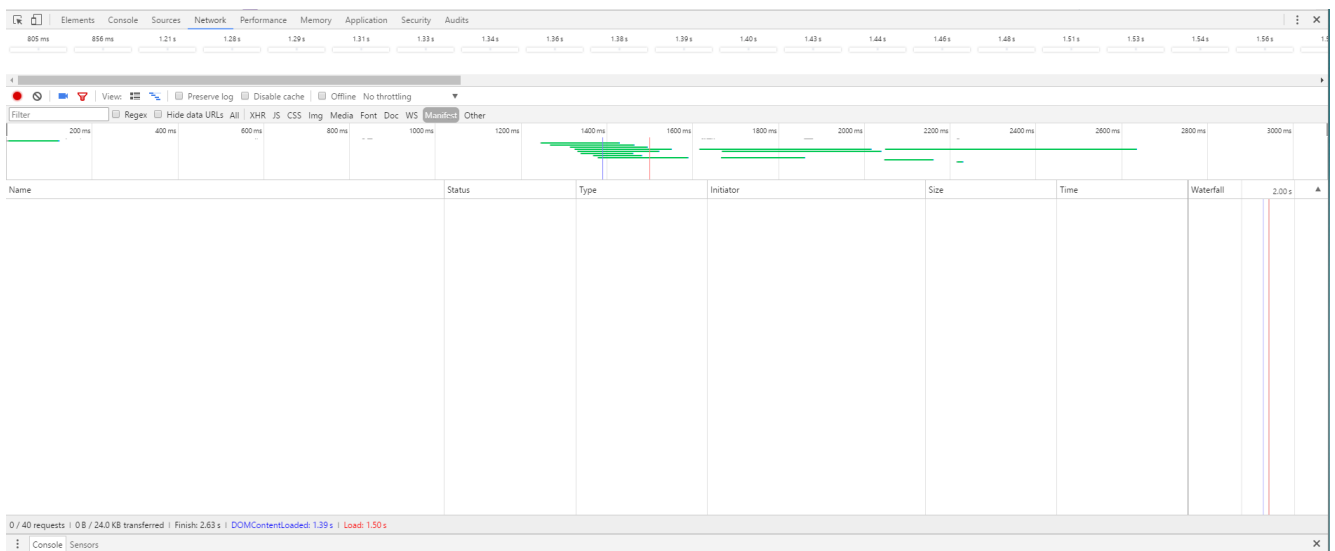 Elements Console Sources Network Performance Memory Application Security Audits
805 ms 856 ms 1.21 s 1.28 s 1.29 s 1.31 s 1.33 s 1.34 s 1.36 s 1.38 s 1.39 s 1.40 s 1.43 s 1.44 s 1.46 s 1.48 s 1.51 s 1.53 s 1.54 s 1.56 s
View: Preserve log Disable cache Offline No throttling
Filter Regex Hide data URLs All XHR JS CSS Img Media Font Doc WS Manifest Other
200 ms 400 ms 600 ms 800 ms 1000 ms 1200 ms 1400 ms 1600 ms 1800 ms 2000 ms 2200 ms 2400 ms 2600 ms 2800 ms 3000 ms
Name Status Type Initiator Size Time Waterfall 2.00 s
0 / 40 requests | 0 B / 24.0 KB transferred | Finish: 2.63 s | DOMContentLoaded: 1.39 s | Load: 1.50 s
Console Sensors